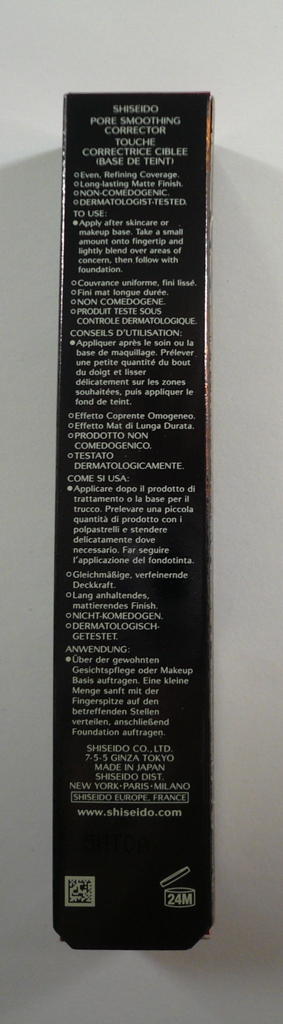 SHISEIDO
PORE SMOOTHING
CORRECTOR
TOUCHE
CORRECTRICE CIBLEE
(BASE DE TEINT)
○Even, Refining Coverage.
○Long-lasting Matte Finish.
○NON-COMEDOGENIC.
○DERMATOLOGIST-TESTED.
TO USE:
●Apply after skincare or
makeup base. Take a small
amount onto fingertip and
lightly blend over areas of
concern, then follow with
foundation.
○Couvrance uniforme, fini lissé.
○Fini mat longue durée.
○NON COMEDOGENE.
○PRODUIT TESTE SOUS
CONTROLE DERMATOLOGIQUE.
CONSEILS D'UTILISATION:
●Appliquer après le soin ou la
base de maquillage. Prélever
une petite quantité du bout
du doigt et lisser
délicatement sur les zones
souhaitées, puis appliquer le
fond de teint.
○Effetto Coprente Omogeneo.
○Effetto Mat di Lunga Durata.
○PRODOTTO NON
COMEDOGENICO.
○TESTATO
DERMATOLOGICAMENTE.
COME SI USA:
●Applicare dopo il prodotto di
trattamento o la base per il
trucco. Prelevare una piccola
quantità di prodotto con i
polpastrelli e stendere
delicatamente dove
necessario. Far seguire
l'applicazione del fondotinta.
○Gleichmäßige, verfeinernde
Deckkraft.
○Lang anhaltendes,
mattierendes Finish.
○NICHT-KOMEDOGEN.
○DERMATOLOGISCH-
GETESTET.
ANWENDUNG:
●Über der gewohnten
Gesichtspflege oder Makeup
Basis auftragen. Eine kleine
Menge sanft mit der
Fingerspitze auf den
betreffenden Stellen
verteilen, anschließend
Foundation auftragen.
SHISEIDO CO., LTD.
7-5-5 GINZA TOKYO
MADE IN JAPAN
SHISEIDO DIST.
NEW YORK·PARIS·MILANO
SHISEIDO EUROPE, FRANCE
www.shiseido.com
24M